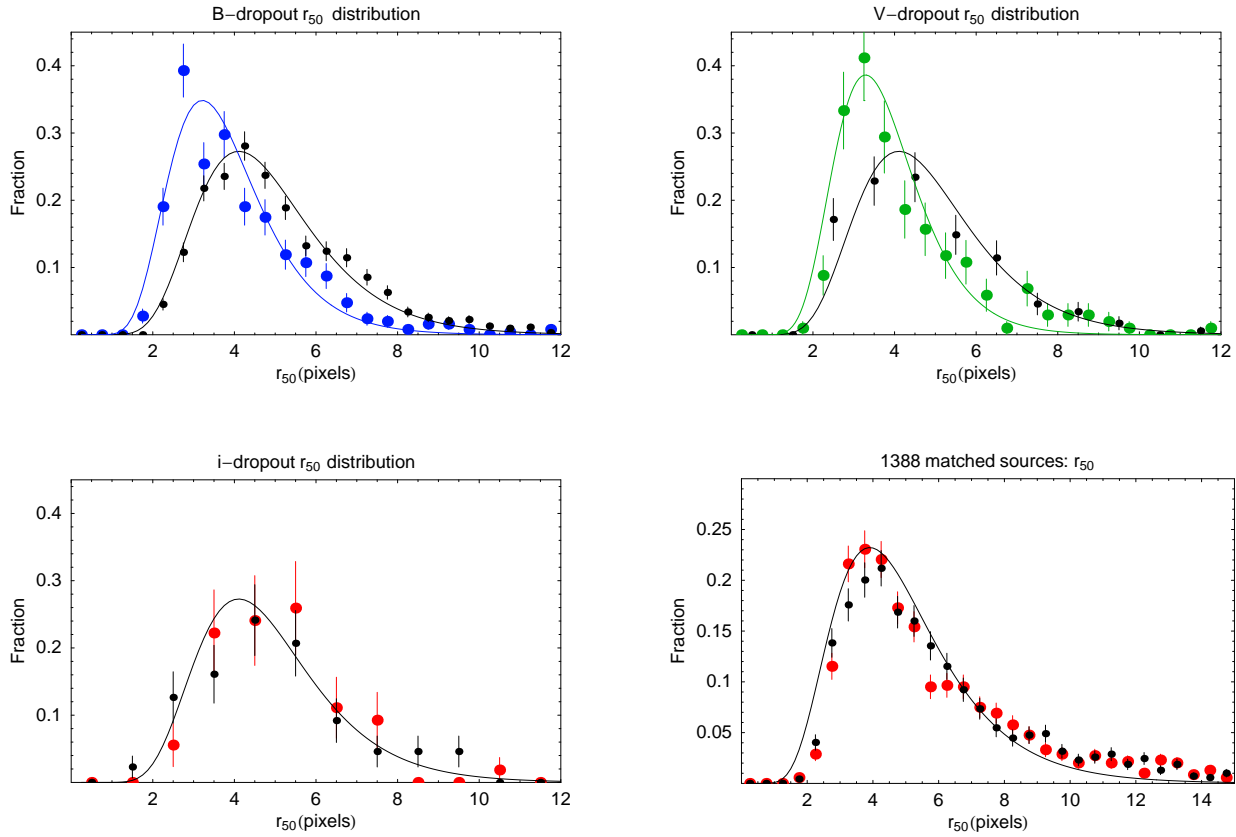 B−dropout r50 distribution
0.4
0.3
0.2
0.1
Fraction
2 4 6 8 10 12
r50(pixels)
V−dropout r50 distribution
0.4
0.3
0.2
0.1
Fraction
2 4 6 8 10 12
r50(pixels)
i−dropout r50 distribution
0.4
0.3
0.2
0.1
Fraction
2 4 6 8 10 12
r50(pixels)
1388 matched sources: r50
0.25
0.2
0.15
0.1
0.05
Fraction
2 4 6 8 10 12 14
r50(pixels)